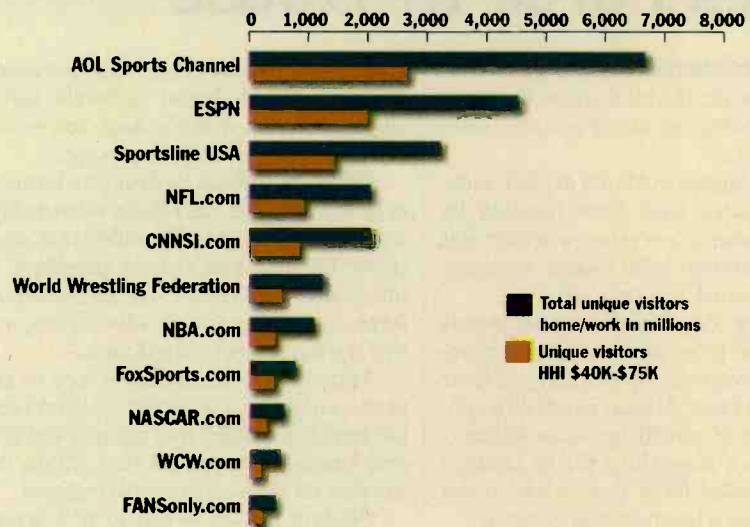 0 1,000 2,000 3,000 4,000 5,000 6,000 7,000 8,000
AOL Sports Channel
ESPN
Sportsline USA
NFL.com
CNNSI.com
World Wrestling Federation
NBA.com
FoxSports.com
NASCAR.com
WCW.com
FANSonly.com
Total unique visitors
home/work in millions
Unique visitors
HHI $40K-$75K